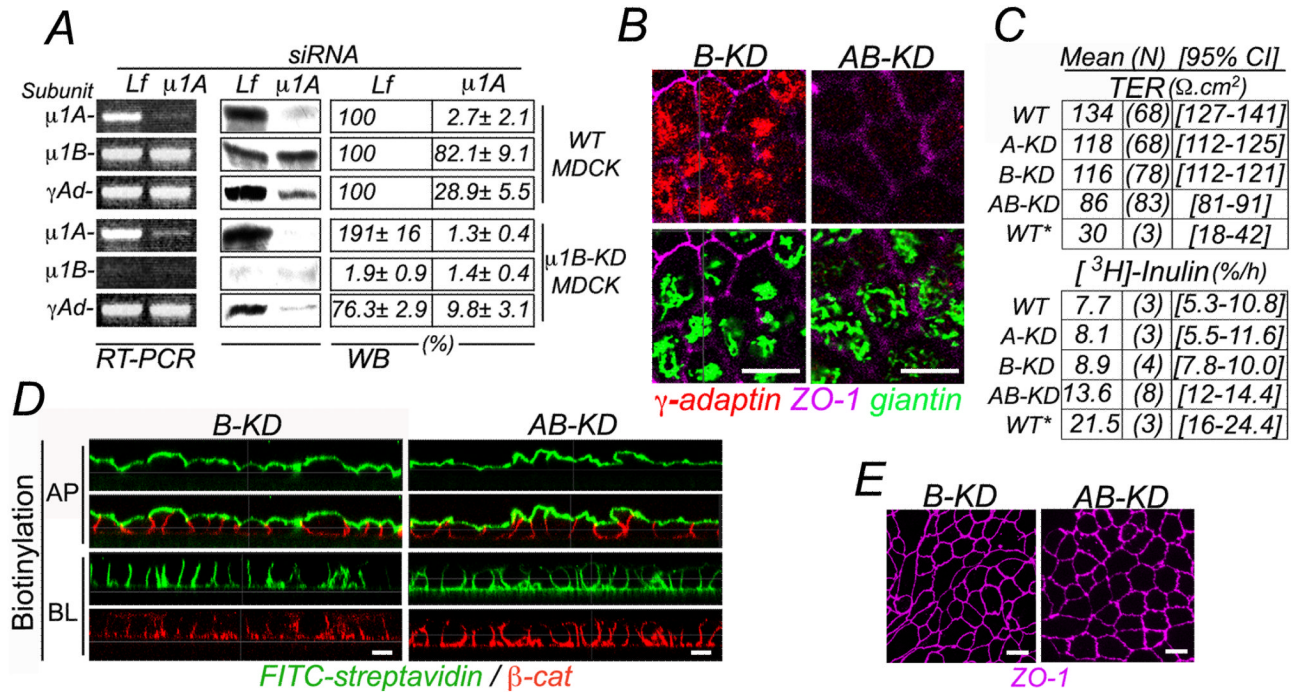 A
siRNA
Subunit Lf μ1A Lf μ1A Lf μ1A
μ1A- 100 2.7± 2.1
μ1B- 100 82.1± 9.1
γAd- 100 28.9± 5.5
WT MDCK
μ1A- 191± 16 1.3± 0.4
μ1B- 1.9± 0.9 1.4± 0.4
γAd- 76.3± 2.9 9.8± 3.1
μ1B-KD MDCK
RT-PCR WB (%)
B
B-KD AB-KD
γ-adaptin ZO-1 giantin
C
Mean (N) [95% CI]
TER (Ω.cm²)
WT 134 (68) [127-141]
A-KD 118 (68) [112-125]
B-KD 116 (78) [112-121]
AB-KD 86 (83) [81-91]
WT* 30 (3) [18-42]
[³H]-Inulin (%/h)
WT 7.7 (3) [5.3-10.8]
A-KD 8.1 (3) [5.5-11.6]
B-KD 8.9 (4) [7.8-10.0]
AB-KD 13.6 (8) [12-14.4]
WT* 21.5 (3) [16-24.4]
D
B-KD AB-KD
Biotinylation
AP
BL
FITC-streptavidin / β-cat
E
B-KD AB-KD
ZO-1